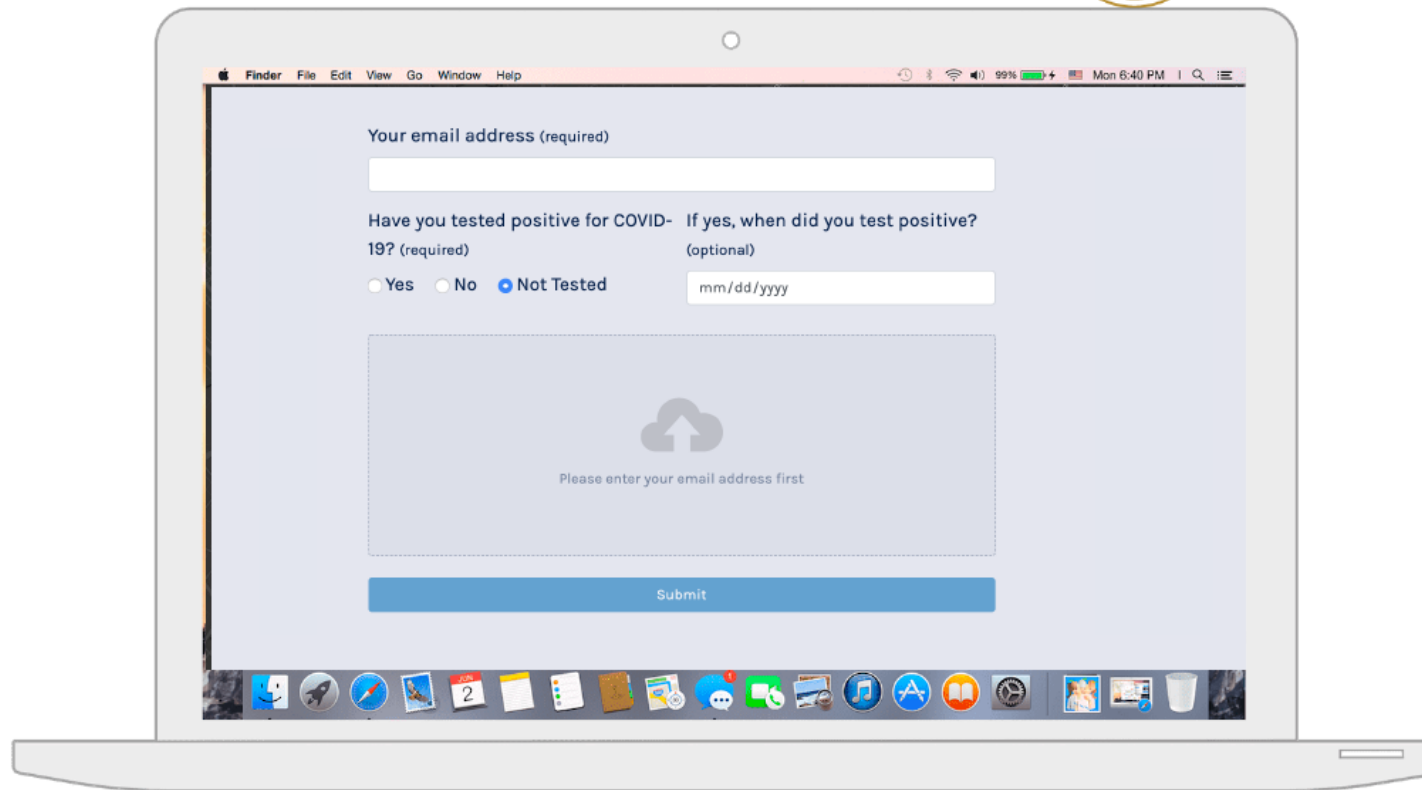 Finder File Edit View Go Window Help 99% Mon 6:40 PM
Your email address (required)
Have you tested positive for COVID-
19? (required)
If yes, when did you test positive?
(optional)
Yes No Not Tested
mm/dd/yyyy
Please enter your email address first
Submit
JUN
2
1